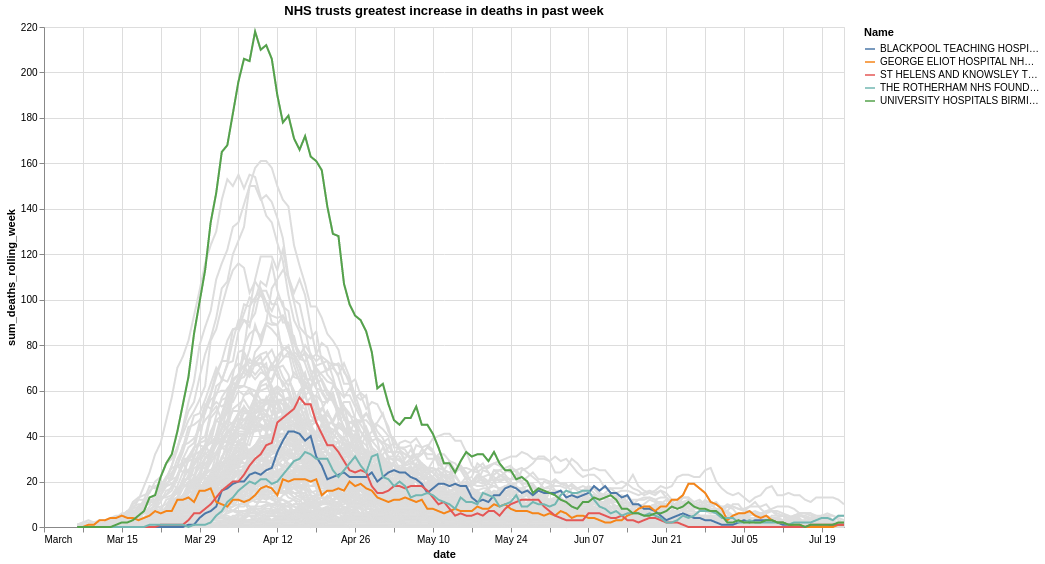 NHS trusts greatest increase in deaths in past week
Name
BLACKPOOL TEACHING HOSPI…
GEORGE ELIOT HOSPITAL NH…
ST HELENS AND KNOWSLEY T…
THE ROTHERHAM NHS FOUND…
UNIVERSITY HOSPITALS BIRMI…
sum_deaths_rolling_week
220
200
180
160
140
120
100
80
60
40
20
0
March Mar 15 Mar 29 Apr 12 Apr 26 May 10 May 24 Jun 07 Jun 21 Jul 05 Jul 19
date